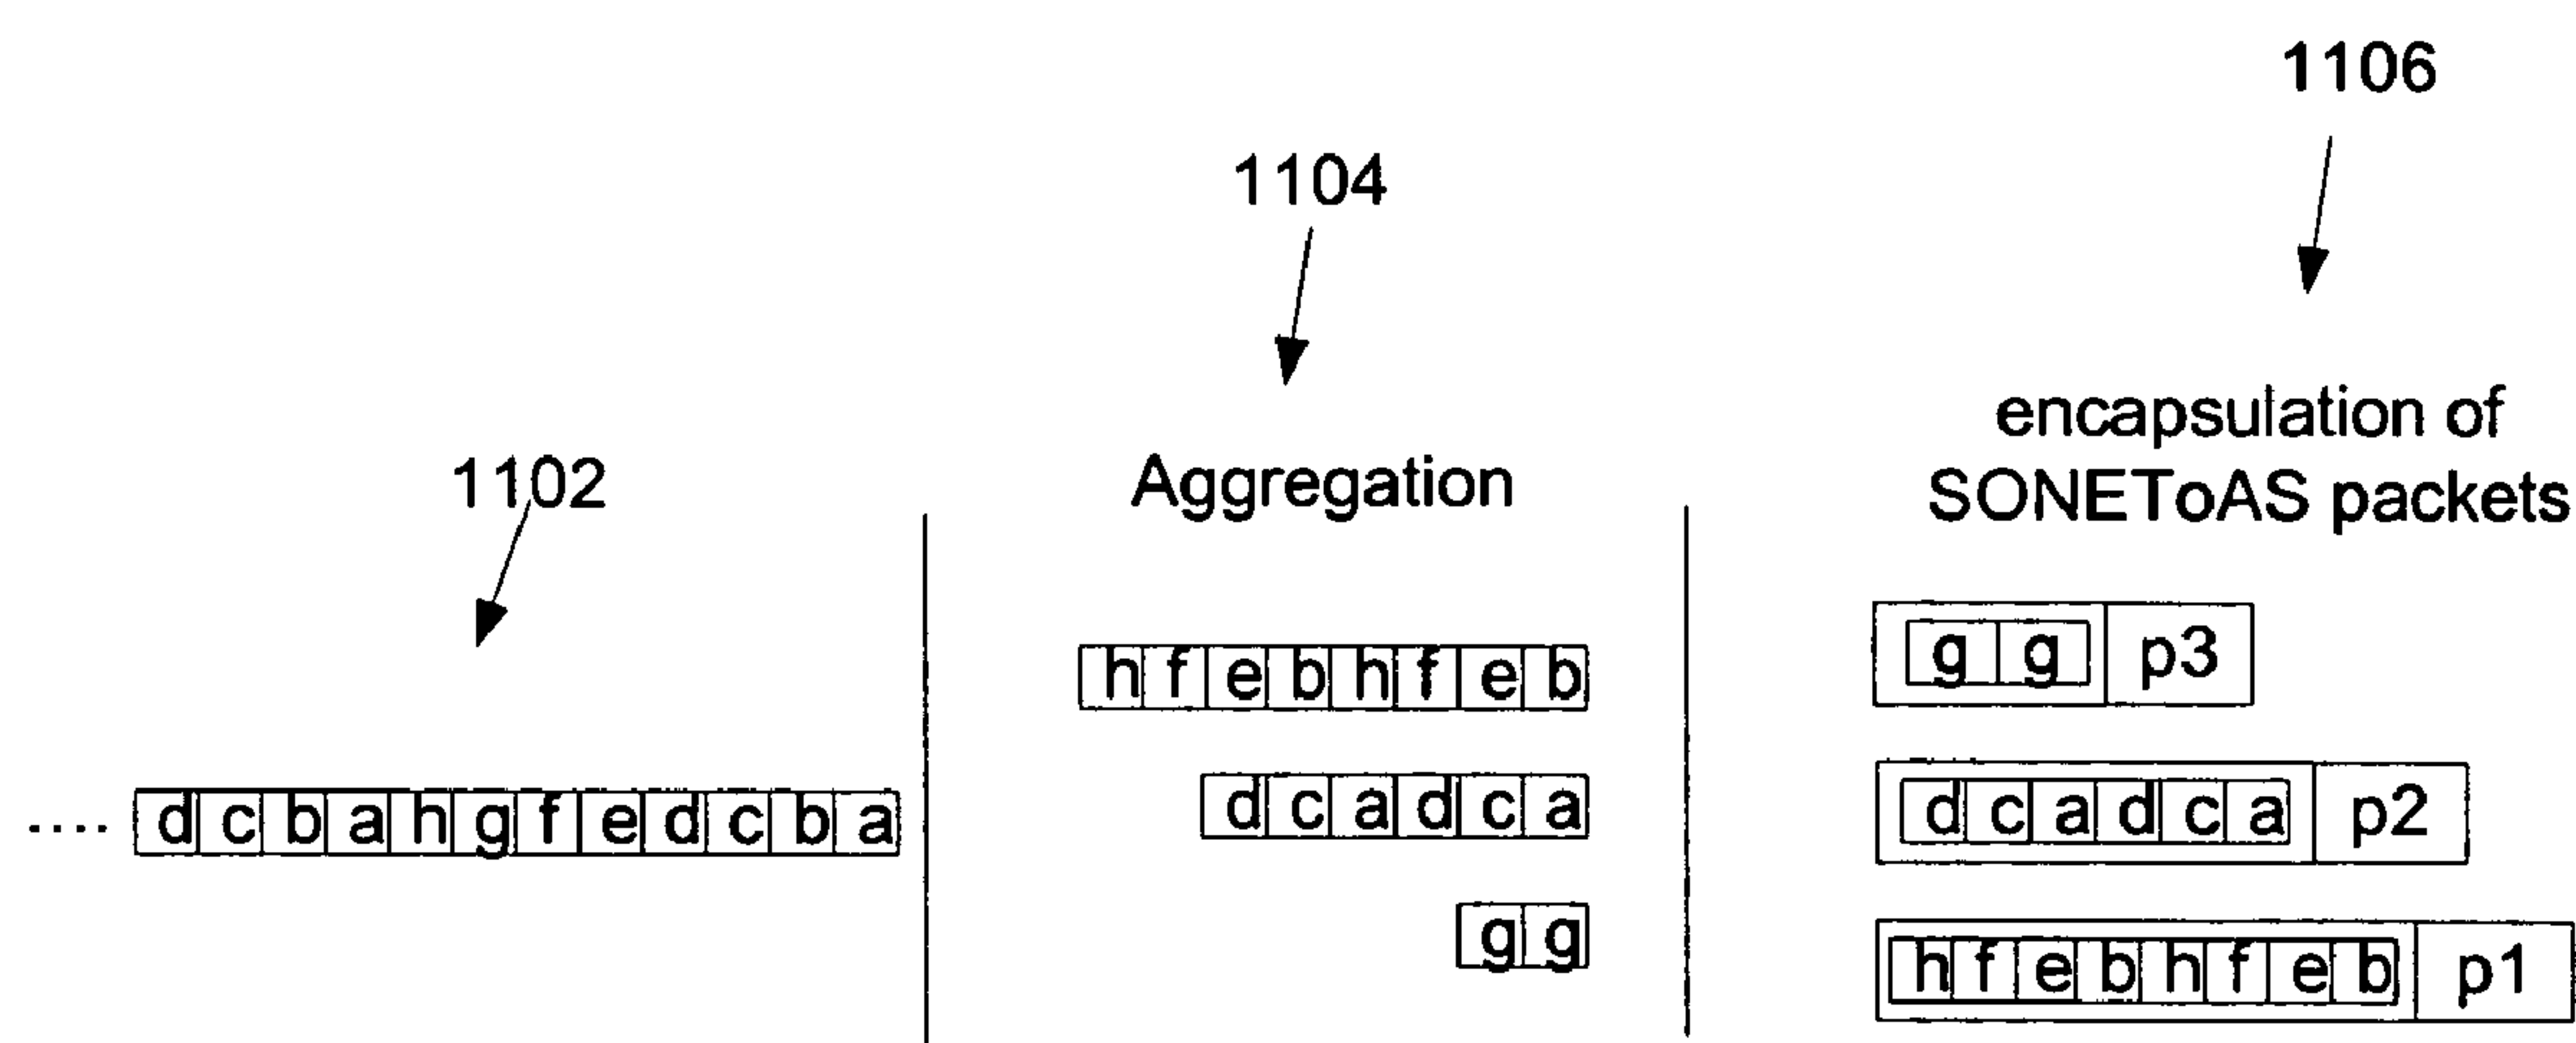 1106
1104
encapsulation of
SONEToAS packets
Aggregation
1102
h f e b h f e b
g g p3
.... d c b a h g f e d c b a
d c a d c a
d c a d c a p2
g g
h f e b h f e b p1